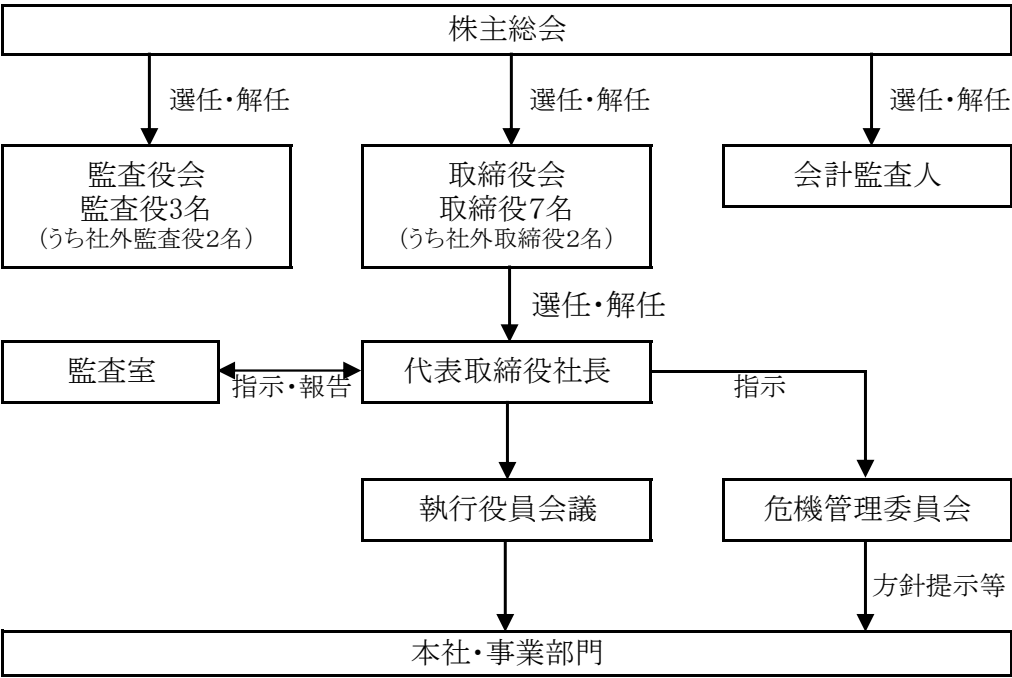 株主総会
選任・解任
選任・解任
選任・解任
監査役会
監査役3名
(うち社外監査役2名)
取締役会
取締役7名
(うち社外取締役2名)
会計監査人
選任・解任
監査室
指示・報告
代表取締役社長
指示
執行役員会議
危機管理委員会
方針提示等
本社・事業部門